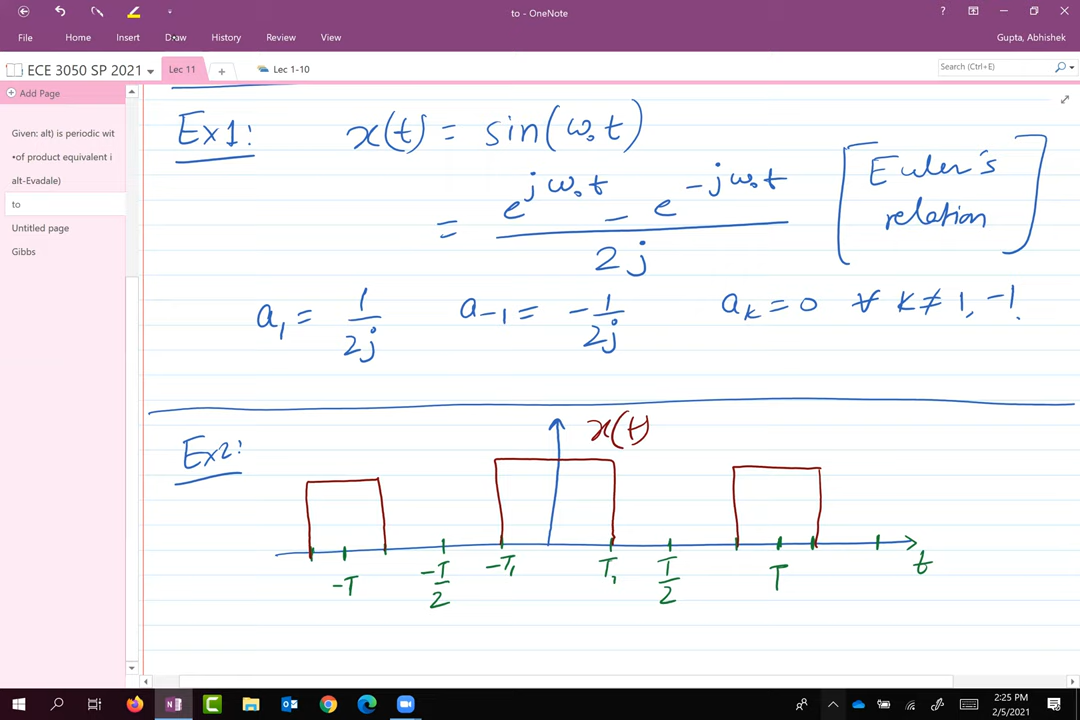 to - OneNote
File Home Insert Draw History Review View
Gupta, Abhishek
ECE 3050 SP 2021 Lec 11 + Lec 1-10
Search (Ctrl+E)
Add Page
Given: alt) is periodic wit
•of product equivalent i
alt-Evadale)
to
Untitled page
Gibbs
Ex1: x(t) = sin(ω₀t)
= (e^{jω₀t} - e^{-jω₀t}) / 2j [Euler's relation]
a₁ = 1/2j a₋₁ = -1/2j aₖ = 0 ∀ k ≠ 1, -1.
Ex2: x(t)
-T -T/2 -T₁ T₁ T/2 T t
2:25 PM
2/5/2021